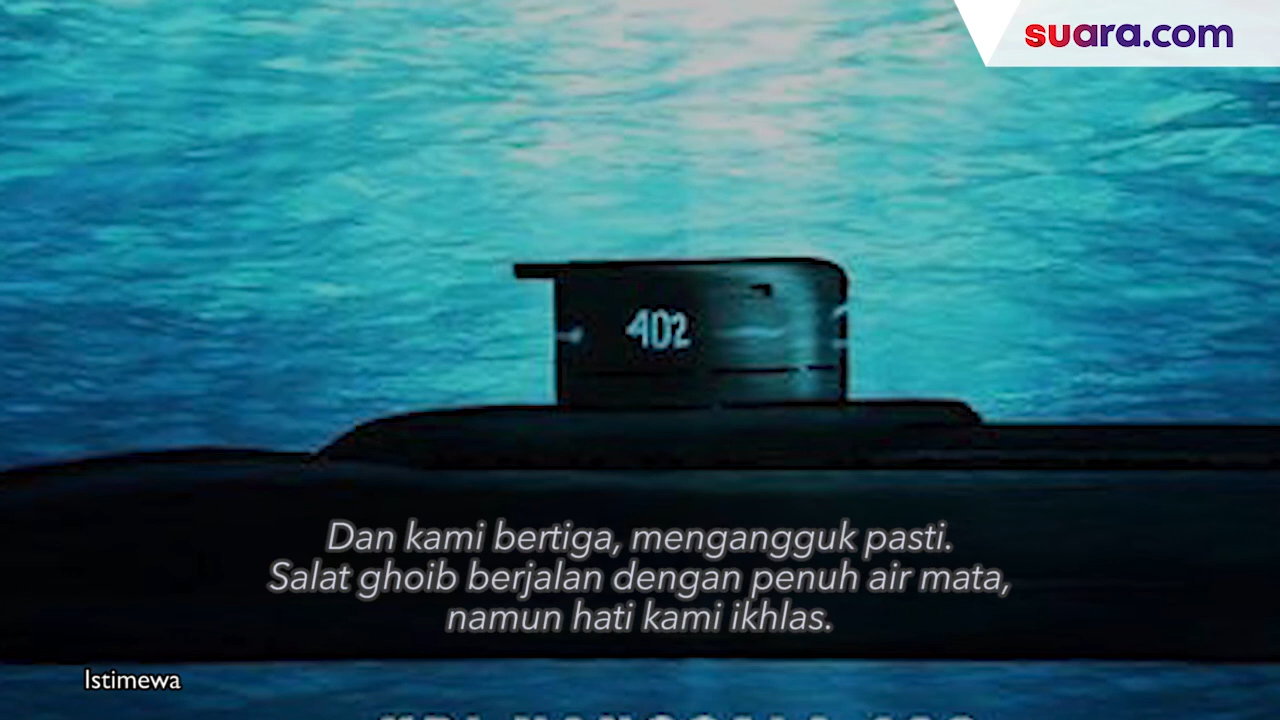 suara.com
402
Dan kami bertiga, mengangguk pasti.
Salat ghoib berjalan dengan penuh air mata,
namun hati kami ikhlas.
Istimewa